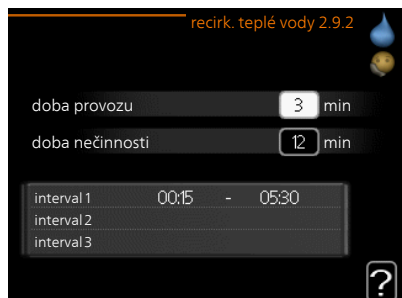 recirk. teplé vody 2.9.2
doba provozu 3 min
doba nečinnosti 12 min
interval 1 00:15 - 05:30
interval 2
interval 3
?